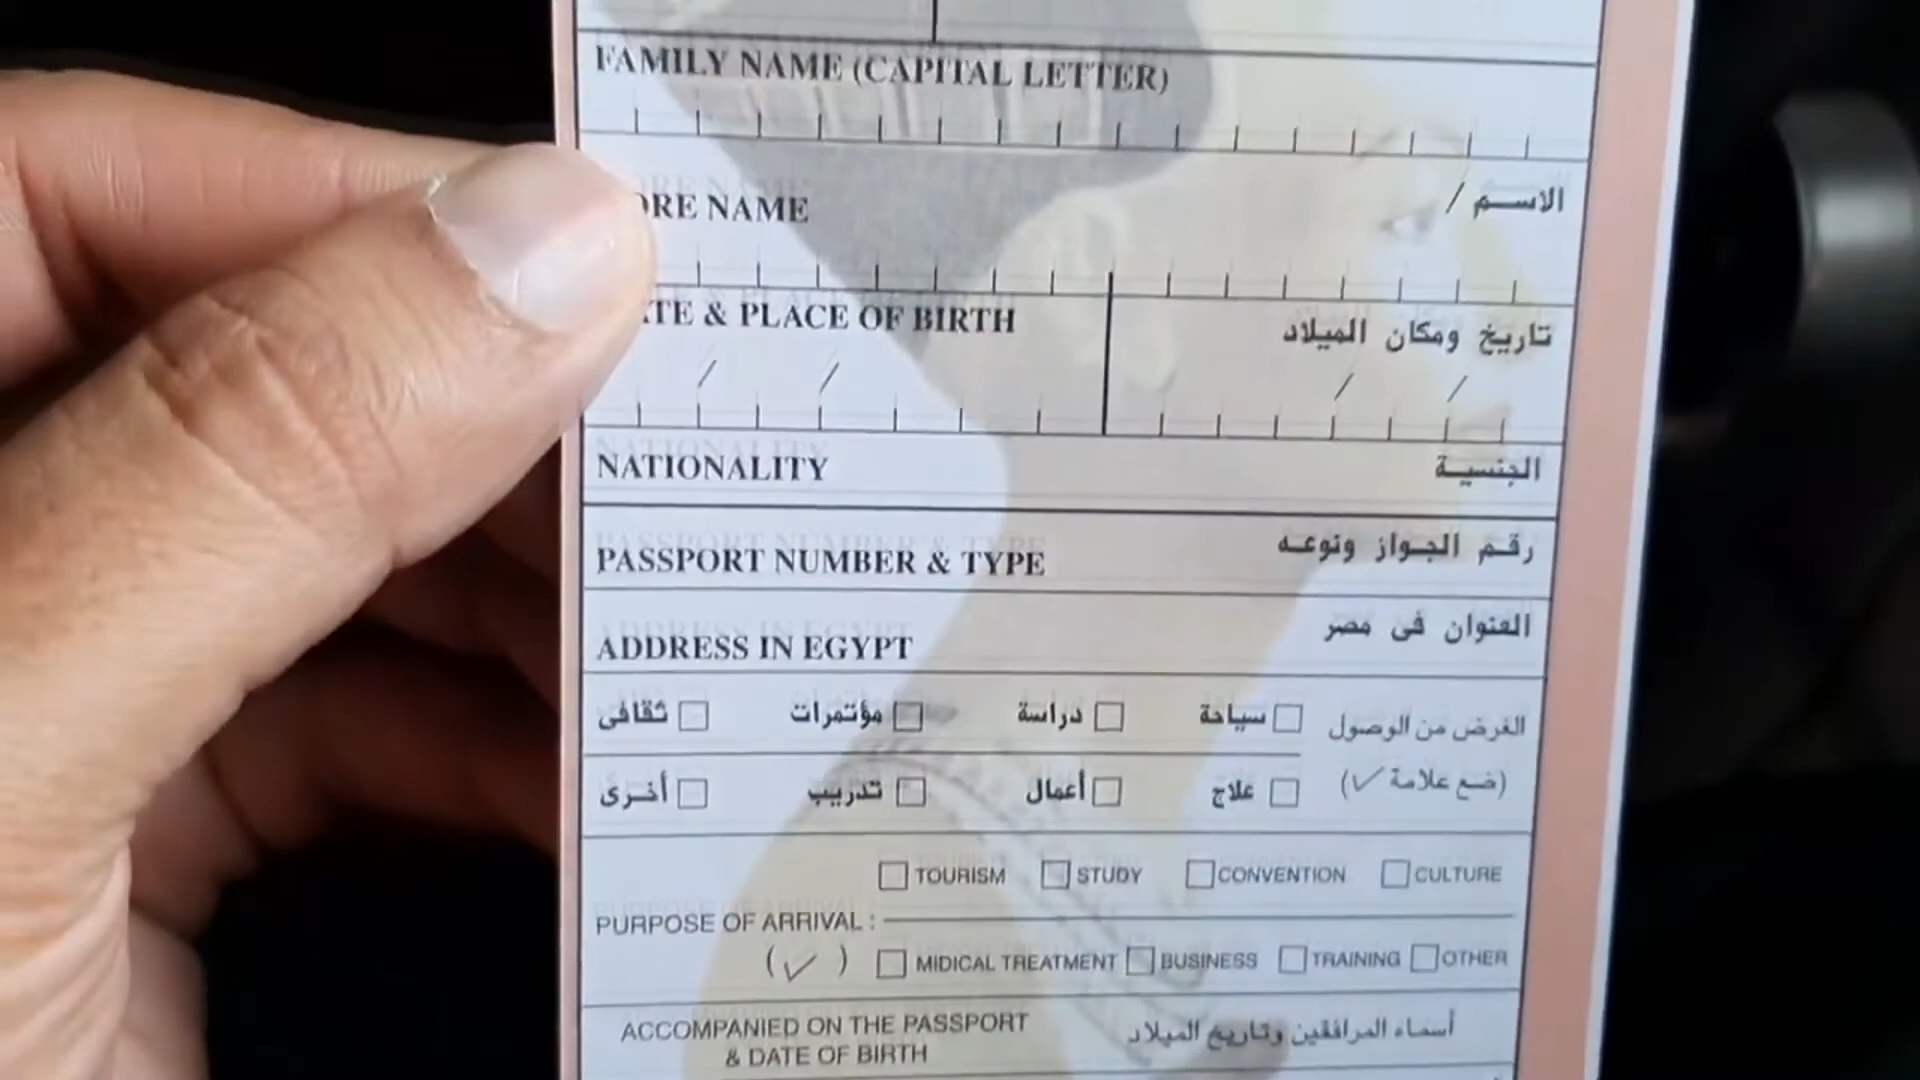 FAMILY NAME (CAPITAL LETTER)
ORE NAME الاسم /
TE & PLACE OF BIRTH تاريخ ومكان الميلاد
/ / / /
NATIONALITY الجنسية
PASSPORT NUMBER & TYPE رقم الجواز ونوعه
ADDRESS IN EGYPT العنوان فى مصر
الغرض من الوصول سياحة دراسة مؤتمرات ثقافى
(ضع علامة ✓) علاج أعمال تدريب أخرى
TOURISM STUDY CONVENTION CULTURE
PURPOSE OF ARRIVAL :
(✓) MIDICAL TREATMENT BUSINESS TRAINING OTHER
ACCOMPANIED ON THE PASSPORT أسماء المرافقين وتاريخ الميلاد
& DATE OF BIRTH